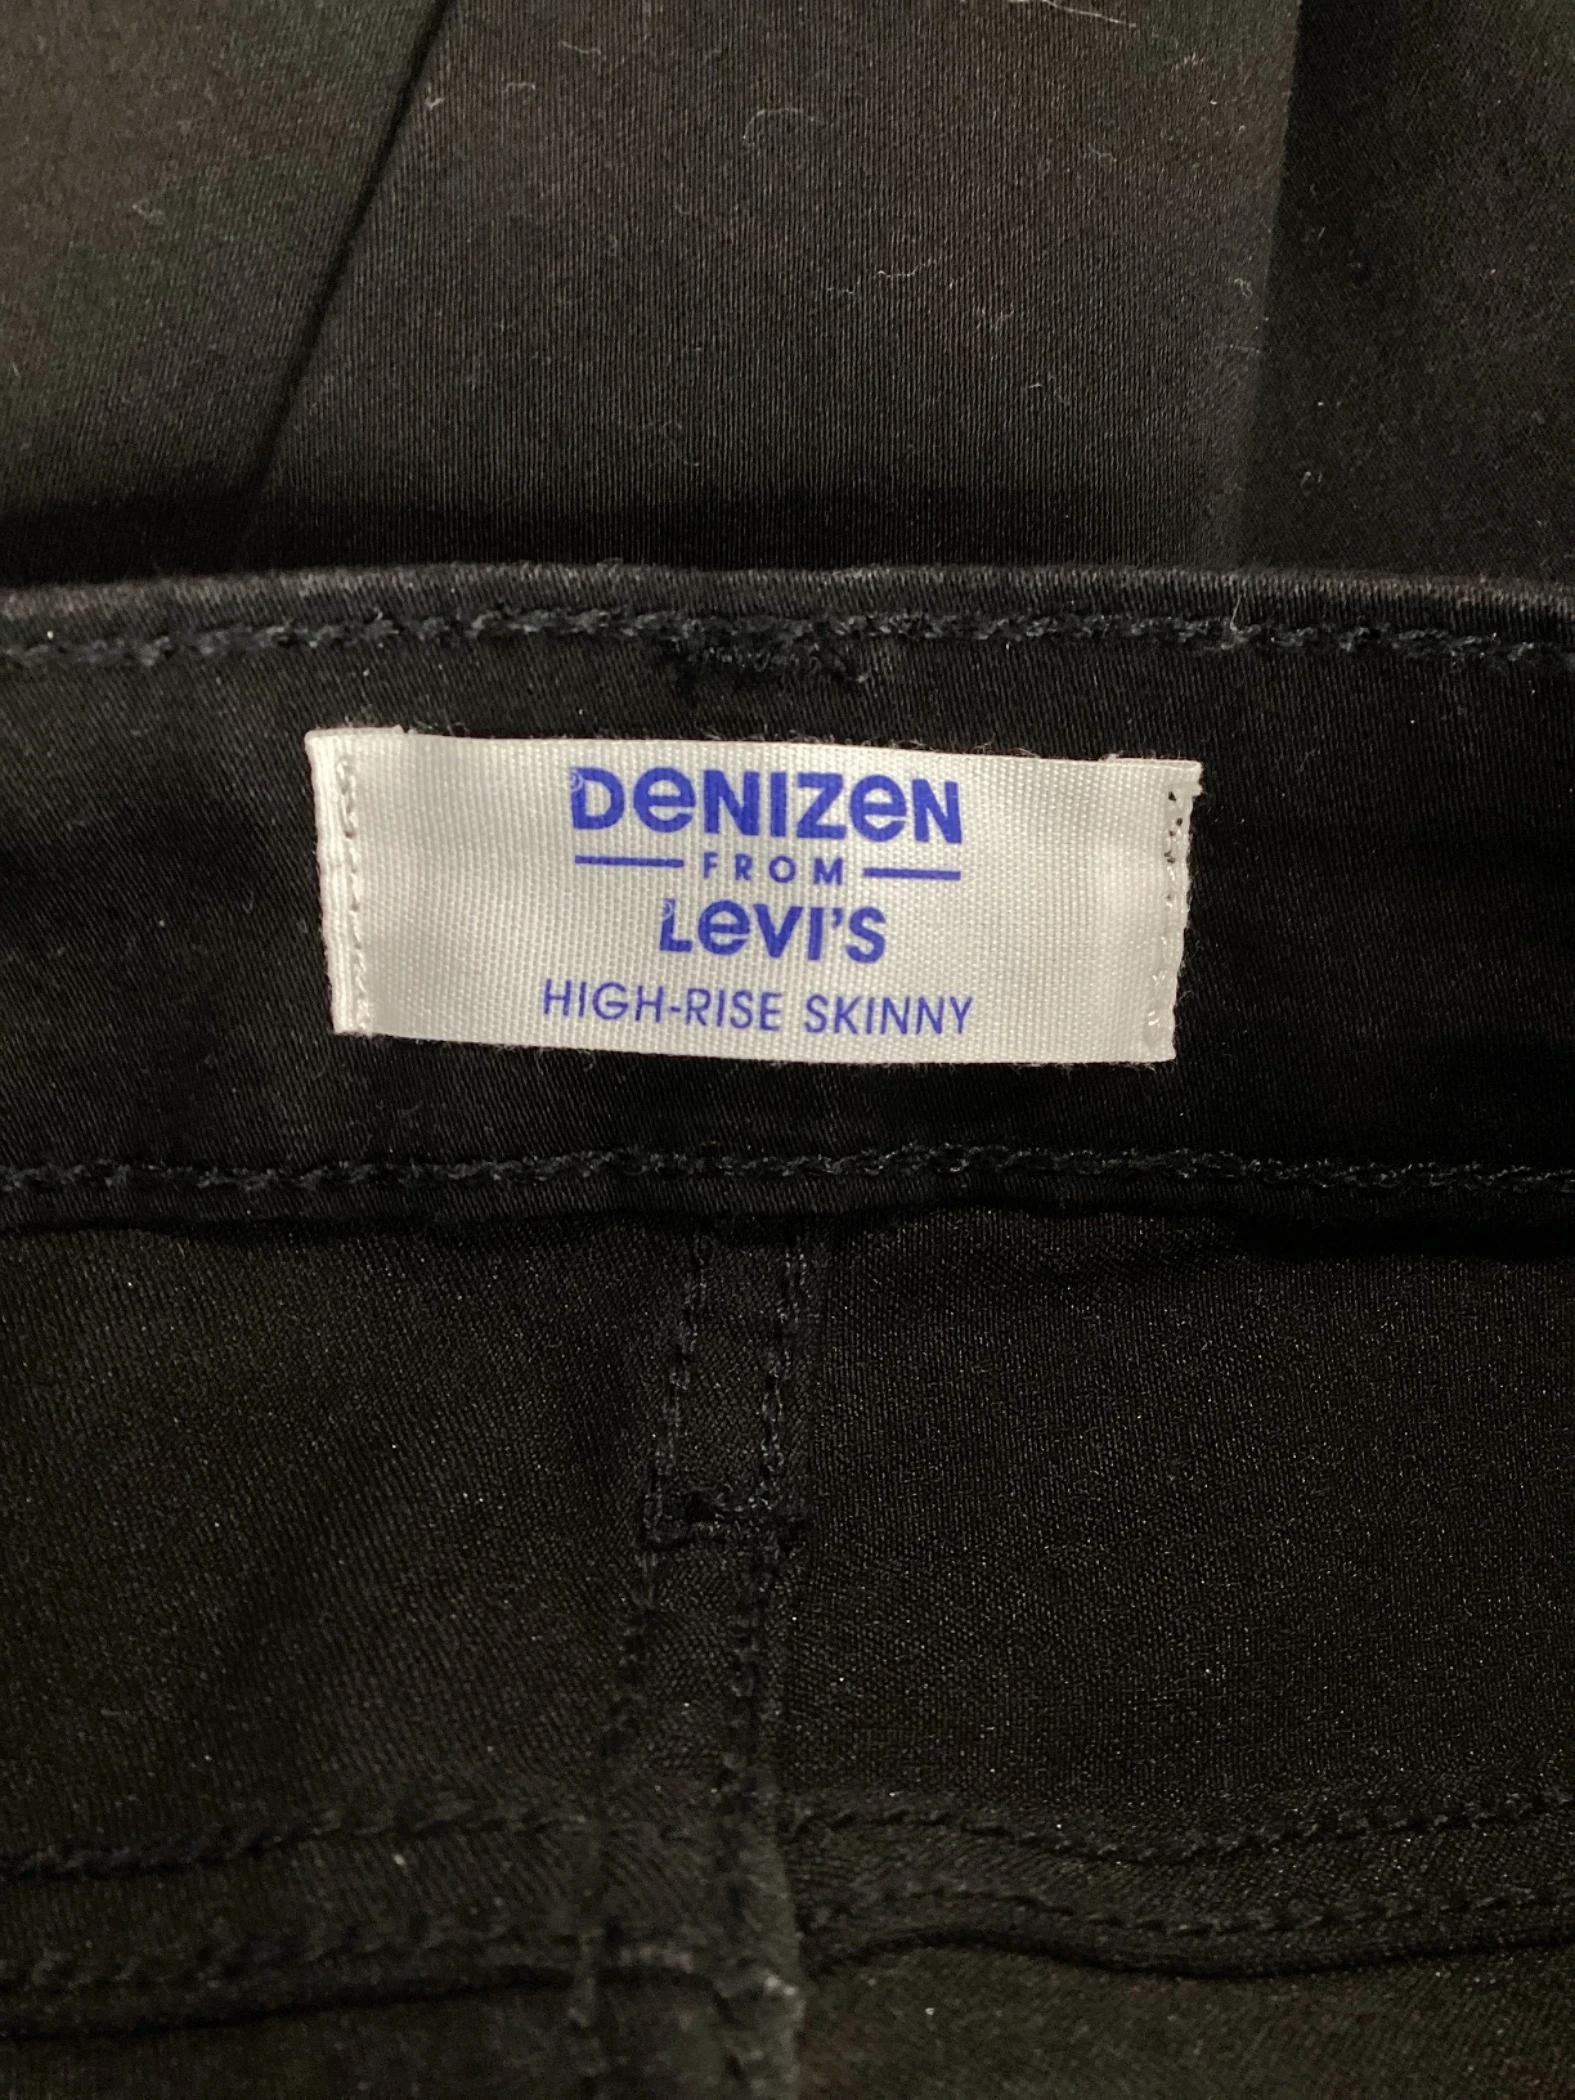 DeNIZeN
FROM
LeVI'S
HIGH-RISE SKINNY